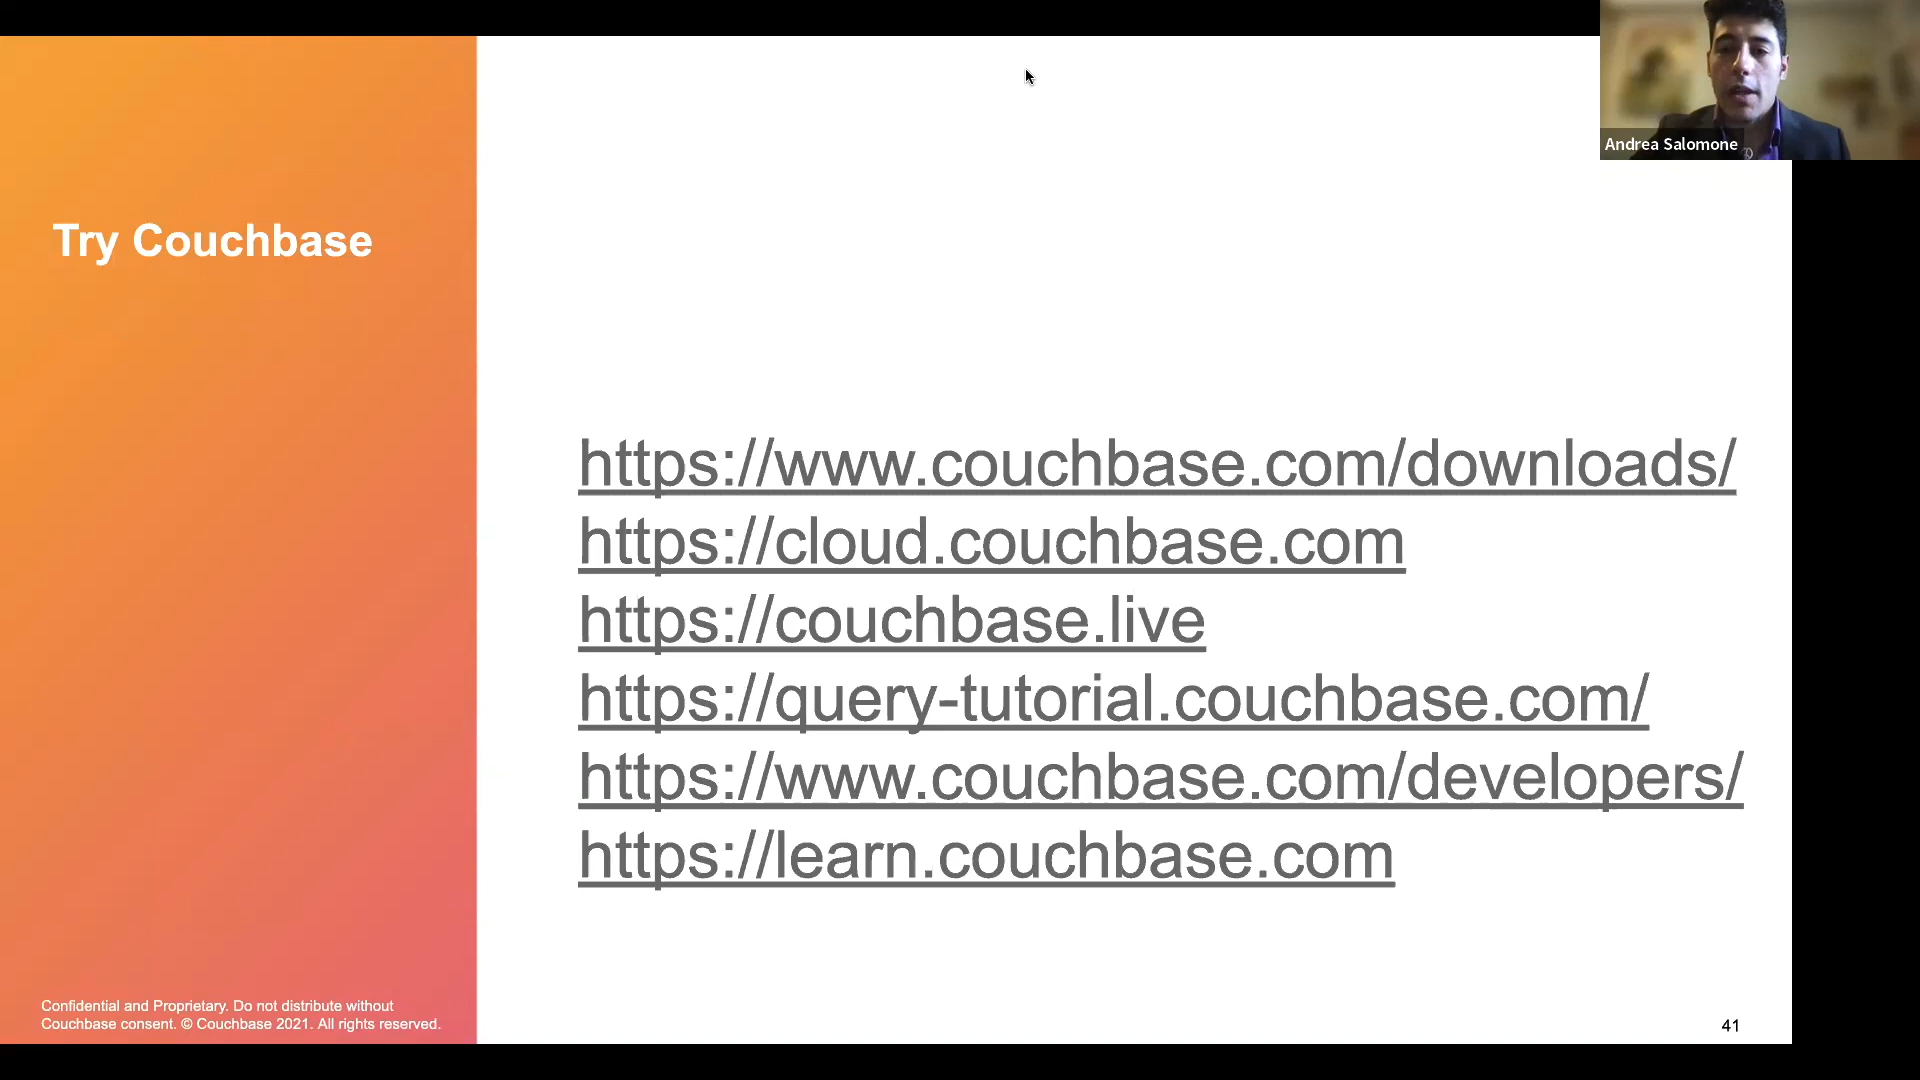 Andrea Salomone
Try Couchbase
https://www.couchbase.com/downloads/
https://cloud.couchbase.com
https://couchbase.live
https://query-tutorial.couchbase.com/
https://www.couchbase.com/developers/
https://learn.couchbase.com
Confidential and Proprietary. Do not distribute without
Couchbase consent. © Couchbase 2021. All rights reserved.
41